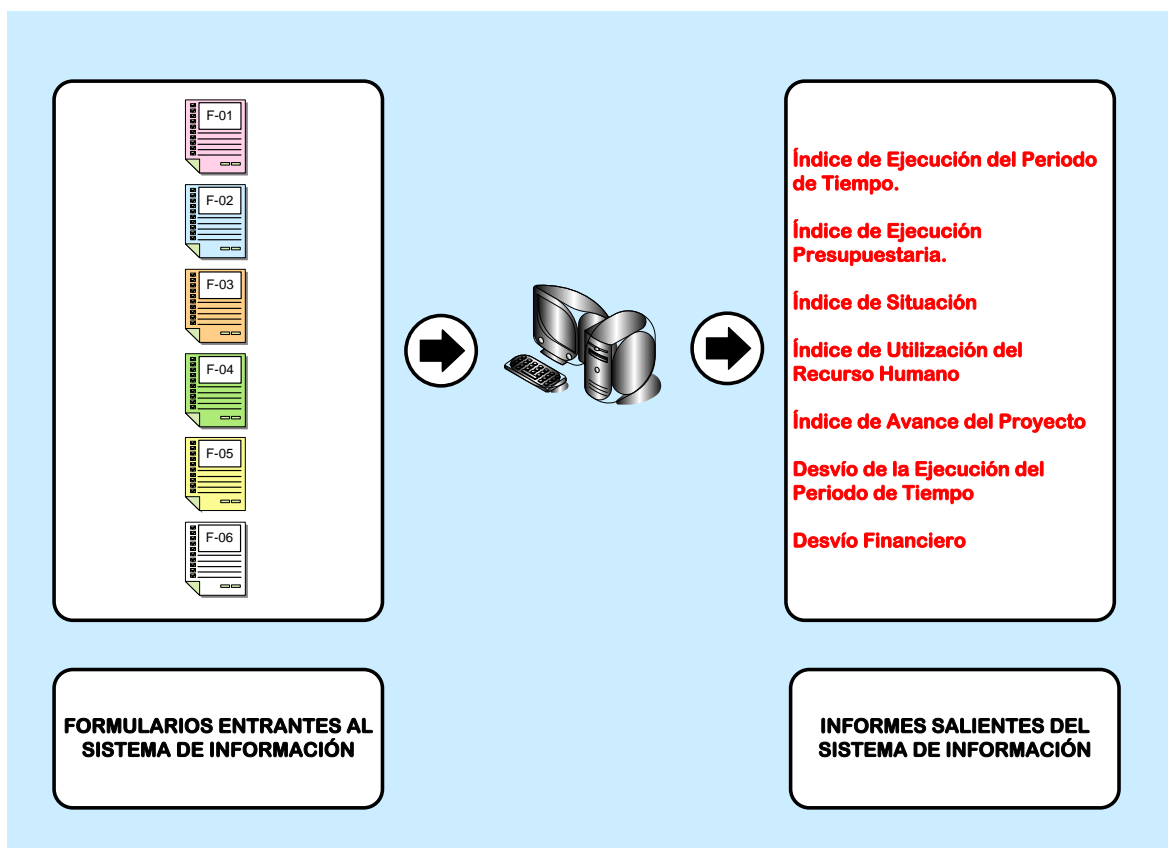 F-01
F-02
F-03
F-04
F-05
F-06
FORMULARIOS ENTRANTES AL
SISTEMA DE INFORMACIÓN
Índice de Ejecución del Periodo
de Tiempo.
Índice de Ejecución
Presupuestaria.
Índice de Situación
Índice de Utilización del
Recurso Humano
Índice de Avance del Proyecto
Desvío de la Ejecución del
Periodo de Tiempo
Desvío Financiero
INFORMES SALIENTES DEL
SISTEMA DE INFORMACIÓN